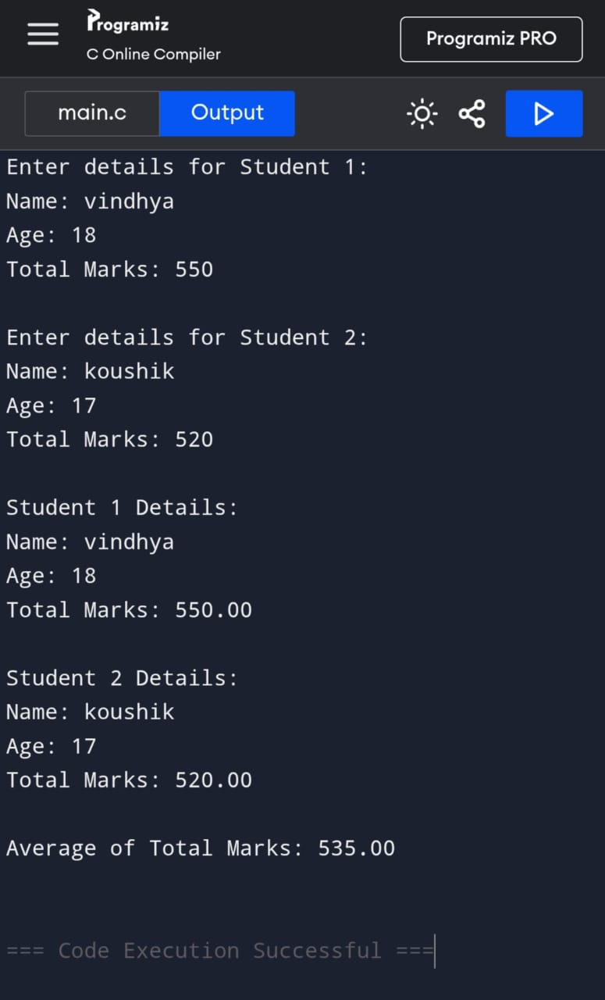 Programiz
C Online Compiler
Programiz PRO
main.c
Output
Enter details for Student 1:
Name: vindhya
Age: 18
Total Marks: 550
Enter details for Student 2:
Name: koushik
Age: 17
Total Marks: 520
Student 1 Details:
Name: vindhya
Age: 18
Total Marks: 550.00
Student 2 Details:
Name: koushik
Age: 17
Total Marks: 520.00
Average of Total Marks: 535.00
=== Code Execution Successful ===